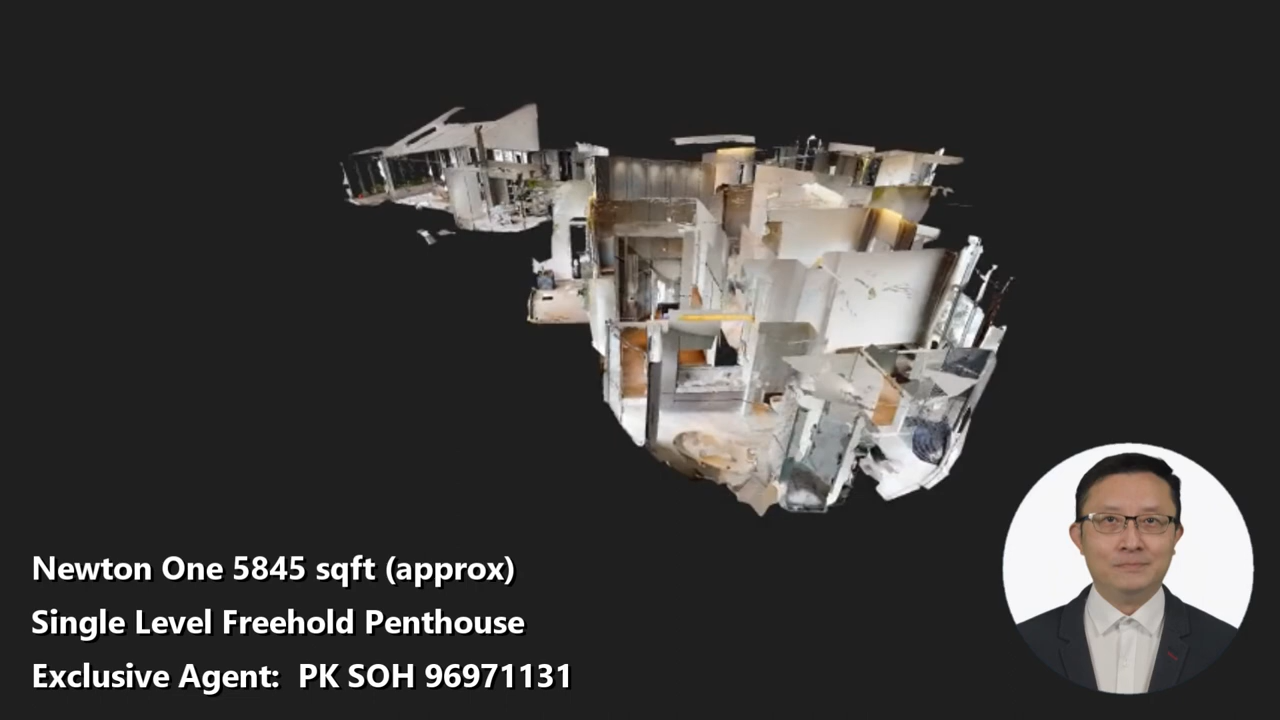 Newton One 5845 sqft (approx)
Single Level Freehold Penthouse
Exclusive Agent:  PK SOH 96971131